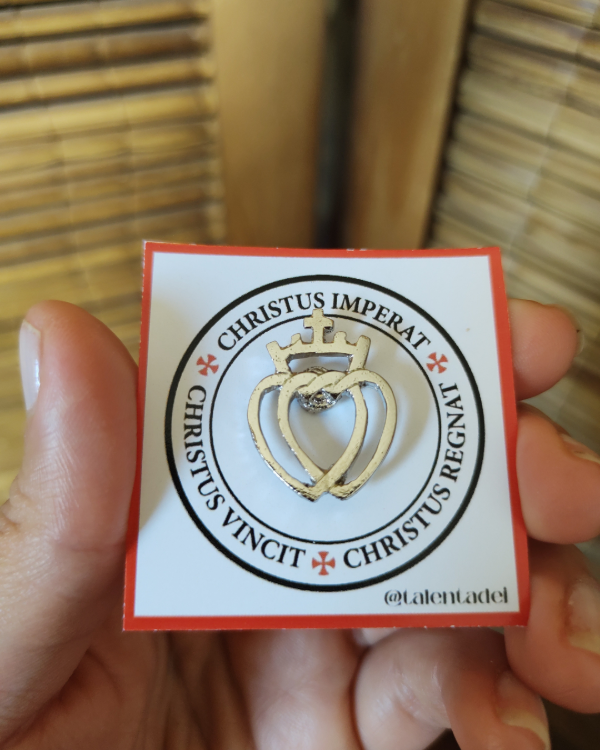 CHRISTUS VINCIT
CHRISTUS REGNAT
CHRISTUS IMPERAT
@talentadel